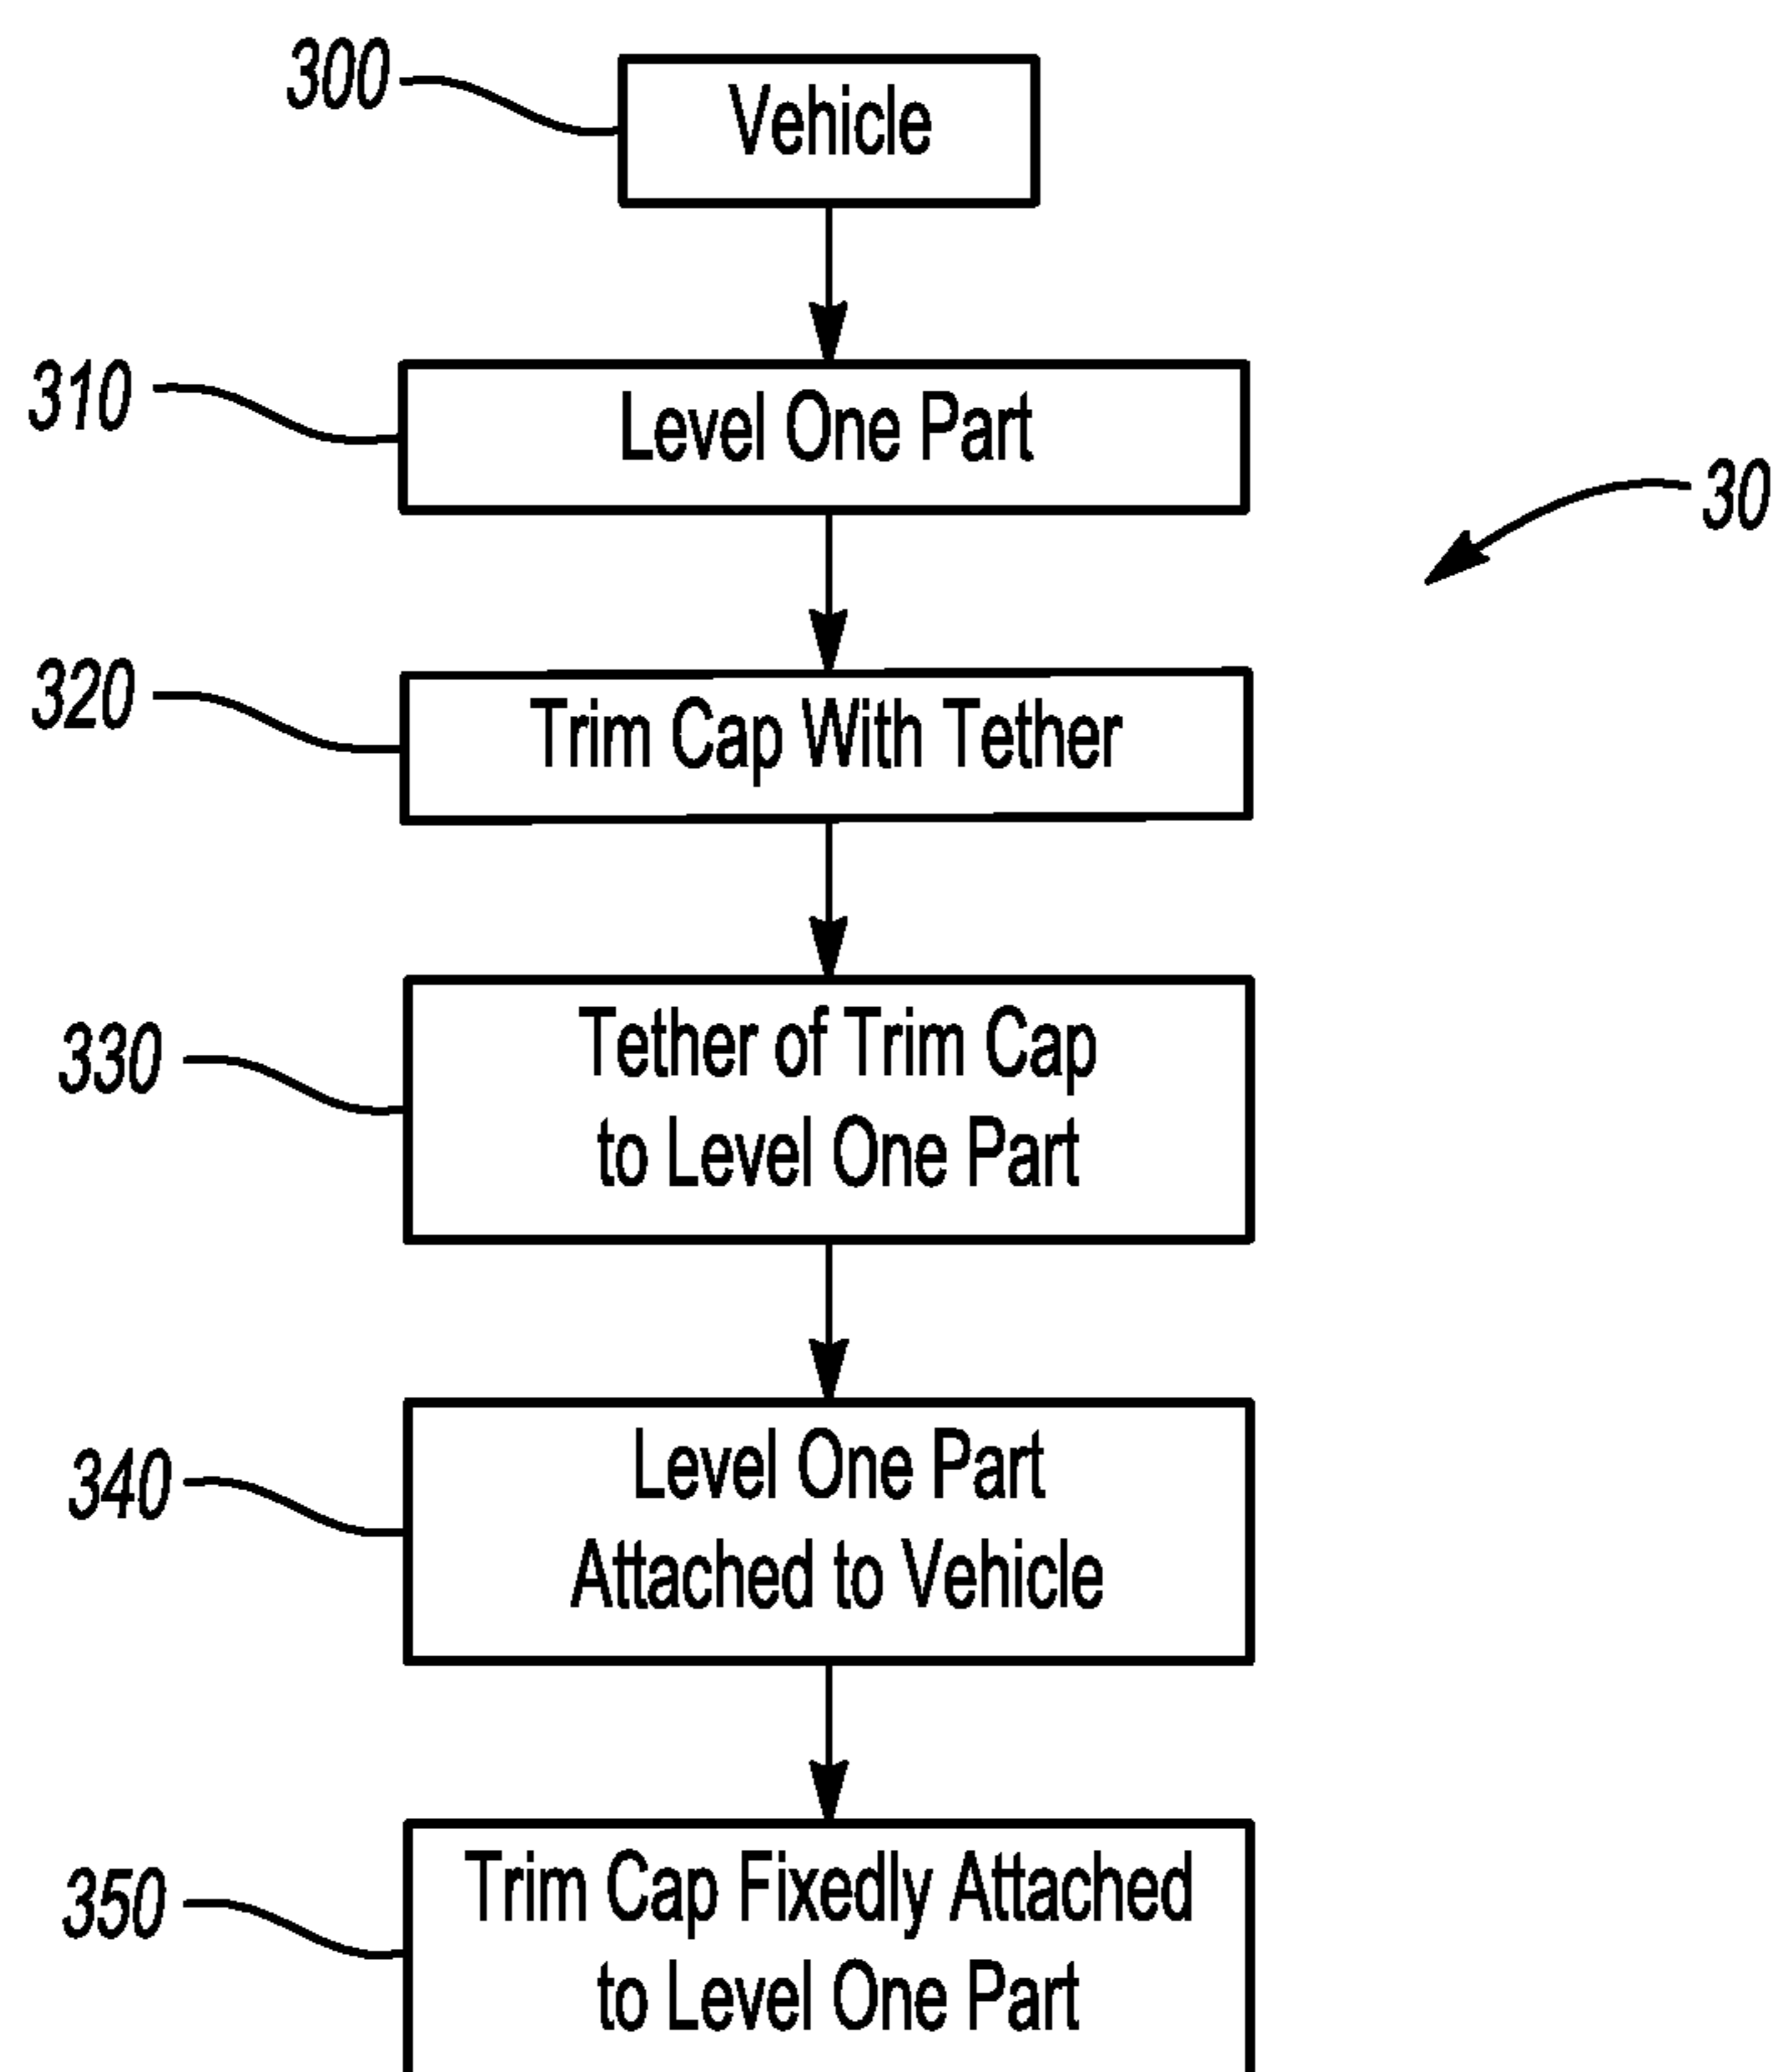 300
Vehicle
310
Level One Part
30
320
Trim Cap With Tether
330
Tether of Trim Cap
to Level One Part
340
Level One Part
Attached to Vehicle
350
Trim Cap Fixedly Attached
to Level One Part